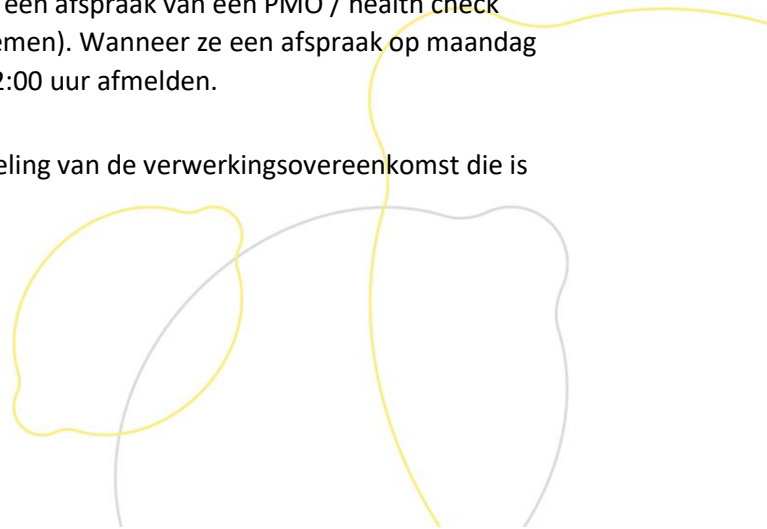 een afspraak van een PMO / health check
emen). Wanneer ze een afspraak op maandag
2:00 uur afmelden.
eling van de verwerkingsovereenkomst die is